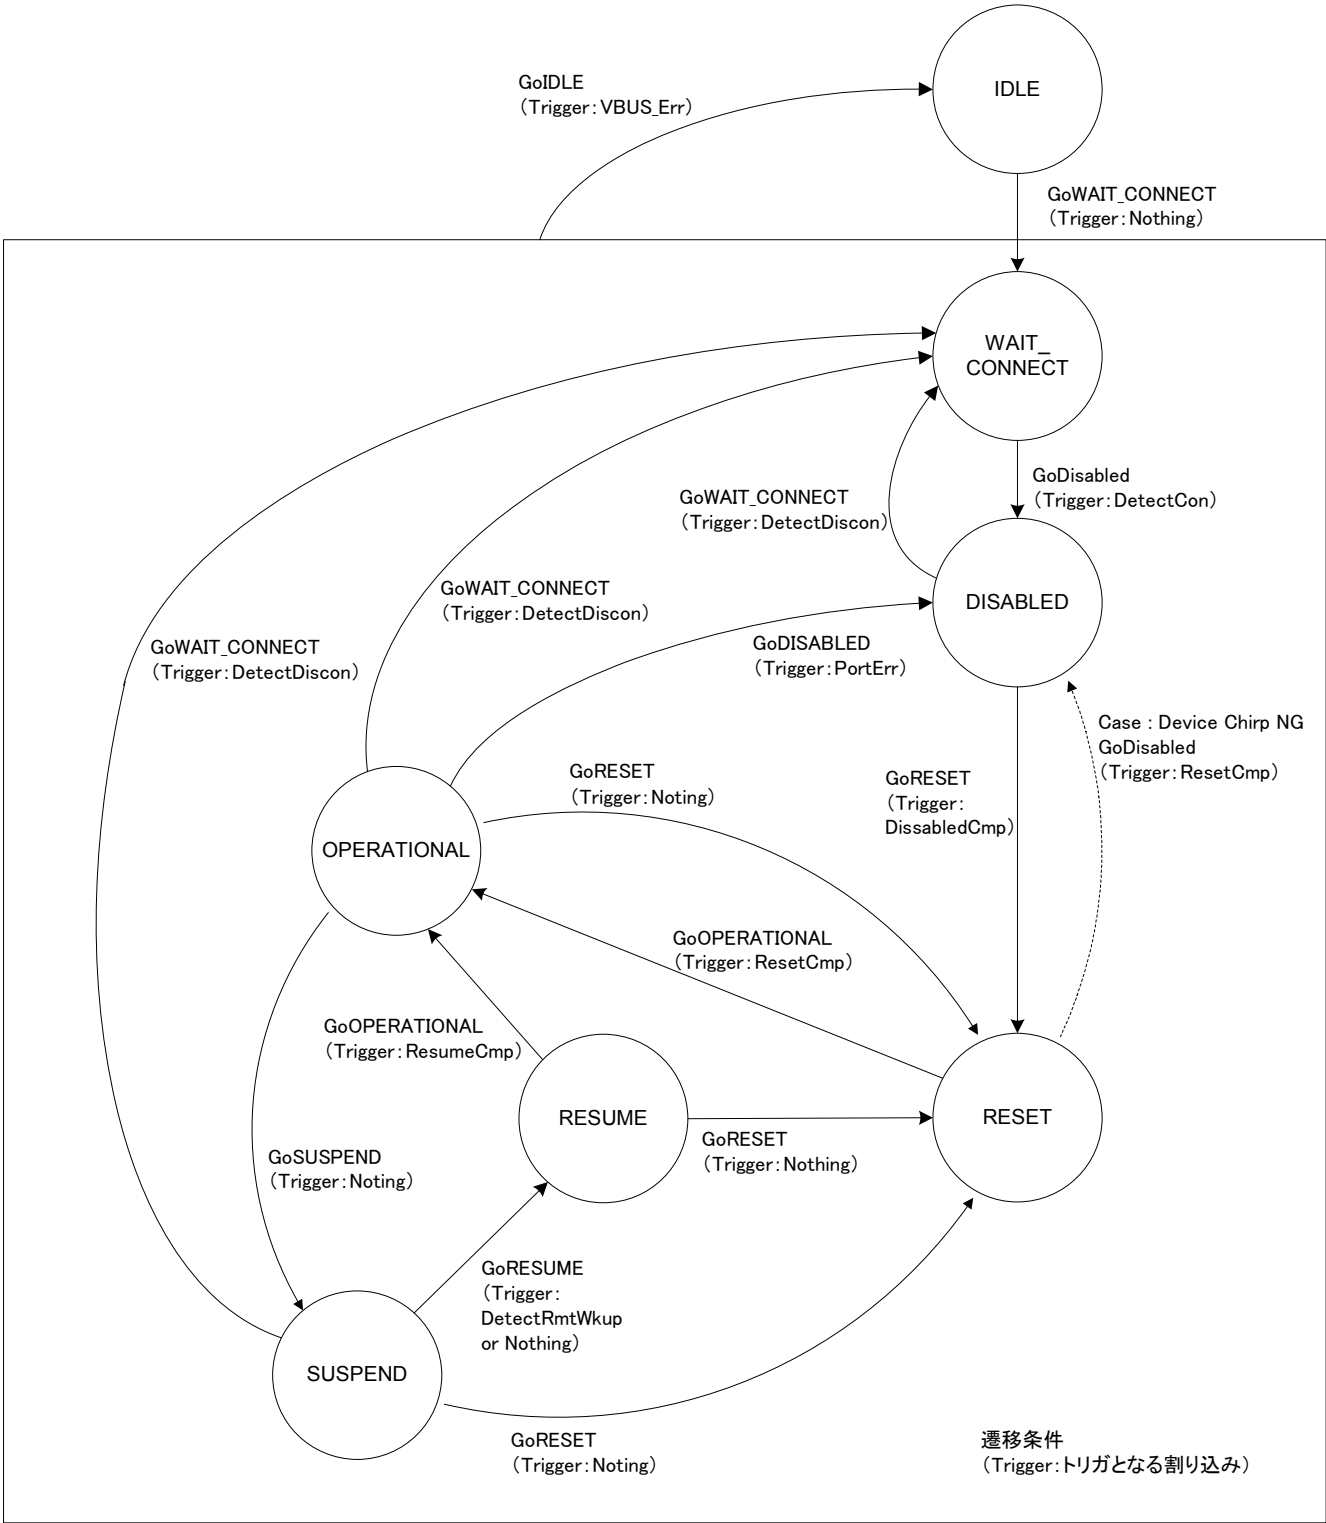 IDLE
GoIDLE
（Trigger：VBUS_Err）
GoWAIT_CONNECT
（Trigger：Nothing）
WAIT_
CONNECT
GoDisabled
（Trigger：DetectCon）
GoWAIT_CONNECT
（Trigger：DetectDiscon）
GoWAIT_CONNECT
（Trigger：DetectDiscon）
DISABLED
GoWAIT_CONNECT
（Trigger：DetectDiscon）
GoDISABLED
（Trigger：PortErr）
Case : Device Chirp NG
GoDisabled
（Trigger：ResetCmp）
GoRESET
（Trigger：Noting）
GoRESET
（Trigger：
DissabledCmp）
OPERATIONAL
GoOPERATIONAL
（Trigger：ResetCmp）
GoOPERATIONAL
（Trigger：ResumeCmp）
RESUME
RESET
GoRESET
（Trigger：Nothing）
GoSUSPEND
（Trigger：Noting）
GoRESUME
（Trigger：
DetectRmtWkup
or Nothing）
SUSPEND
GoRESET
（Trigger：Noting）
遷移条件
（Trigger：トリガとなる割り込み）